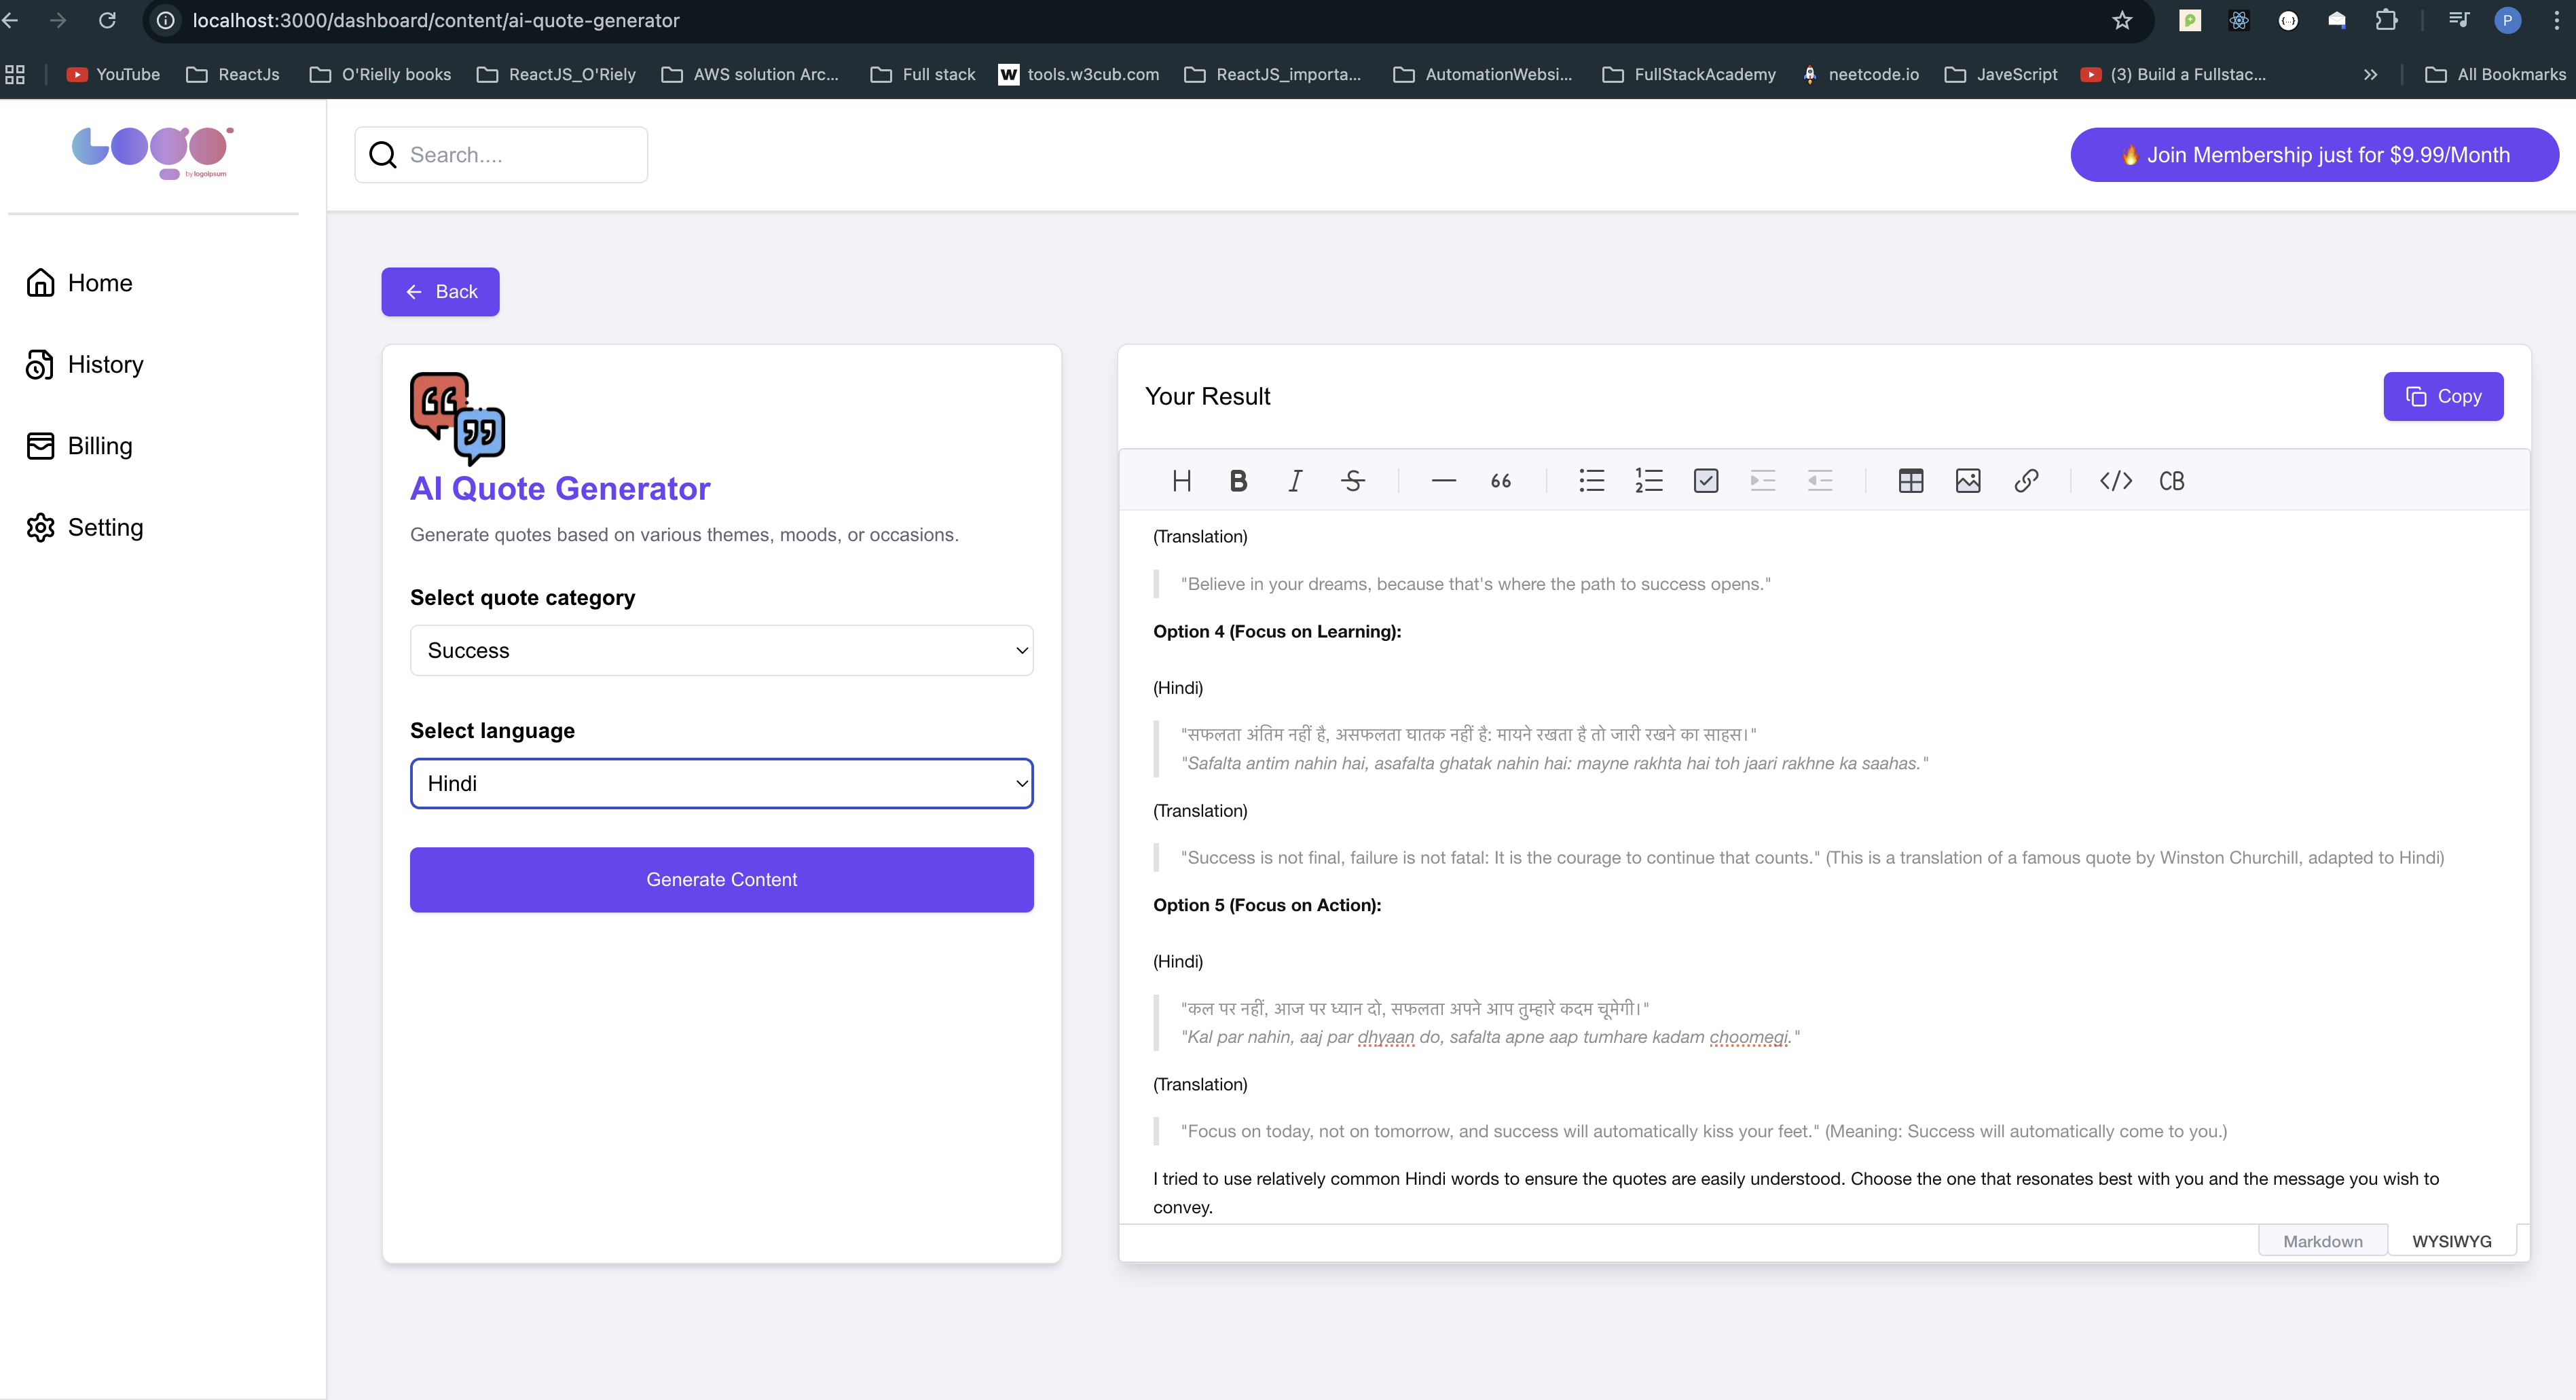 localhost:3000/dashboard/content/ai-quote-generator
P
YouTube
ReactJs
O'Rielly books
ReactJS_O'Riely
AWS solution Arc...
Full stack
W tools.w3cub.com
ReactJS_importa...
AutomationWebsi...
FullStackAcademy
neetcode.io
JaveScript
(3) Build a Fullstac...
All Bookmarks
LOGO
by logoipsum
Search....
🔥 Join Membership just for $9.99/Month
Home
History
Billing
Setting
Back
AI Quote Generator
Generate quotes based on various themes, moods, or occasions.
Select quote category
Success
Select language
Hindi
Generate Content
Your Result
Copy
H B I S 66 </> CB
(Translation)
"Believe in your dreams, because that's where the path to success opens."
Option 4 (Focus on Learning):
(Hindi)
"सफलता अंतिम नहीं है, असफलता घातक नहीं है: मायने रखता है तो जारी रखने का साहस।"
"Safalta antim nahin hai, asafalta ghatak nahin hai: mayne rakhta hai toh jaari rakhne ka saahas."
(Translation)
"Success is not final, failure is not fatal: It is the courage to continue that counts." (This is a translation of a famous quote by Winston Churchill, adapted to Hindi)
Option 5 (Focus on Action):
(Hindi)
"कल पर नहीं, आज पर ध्यान दो, सफलता अपने आप तुम्हारे कदम चूमेगी।"
"Kal par nahin, aaj par dhyaan do, safalta apne aap tumhare kadam choomegi."
(Translation)
"Focus on today, not on tomorrow, and success will automatically kiss your feet." (Meaning: Success will automatically come to you.)
I tried to use relatively common Hindi words to ensure the quotes are easily understood. Choose the one that resonates best with you and the message you wish to
convey.
Markdown
WYSIWYG